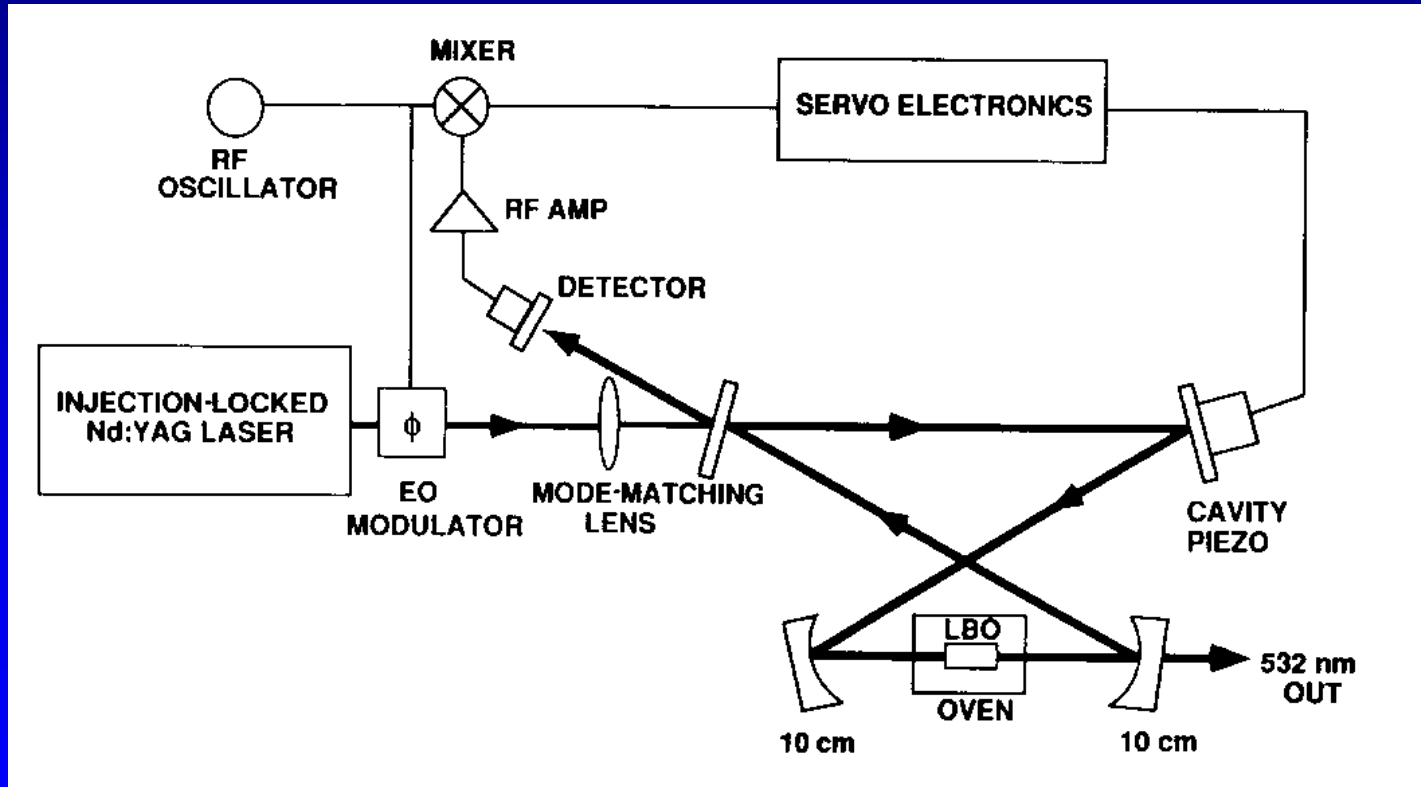 MIXER
SERVO ELECTRONICS
RF
OSCILLATOR
RF AMP
DETECTOR
INJECTION-LOCKED
Nd:YAG LASER
ϕ
EO
MODULATOR
MODE-MATCHING
LENS
CAVITY
PIEZO
LBO
OVEN
532 nm
OUT
10 cm
10 cm